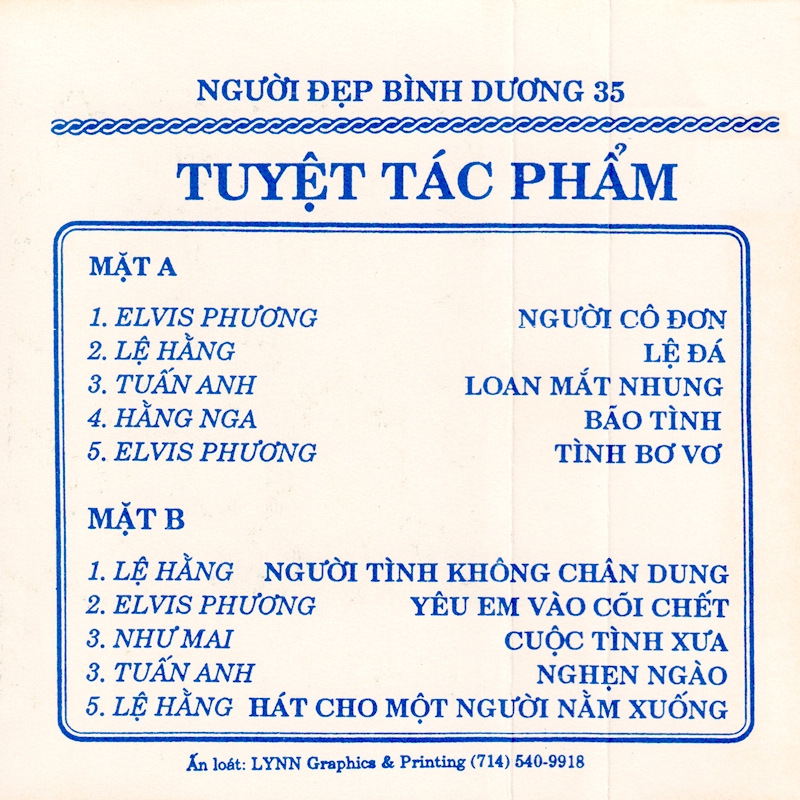 NGƯỜI ĐẸP BÌNH DƯƠNG 35
TUYỆT TÁC PHẨM
MẶT A
1. ELVIS PHƯƠNG NGƯỜI CÔ ĐƠN
2. LỆ HẰNG LỆ ĐÁ
3. TUẤN ANH LOAN MẮT NHUNG
4. HẰNG NGA BÃO TÌNH
5. ELVIS PHƯƠNG TÌNH BƠ VƠ
MẶT B
1. LỆ HẰNG NGƯỜI TÌNH KHÔNG CHÂN DUNG
2. ELVIS PHƯƠNG YÊU EM VÀO CÕI CHẾT
3. NHƯ MAI CUỘC TÌNH XƯA
3. TUẤN ANH NGHẸN NGÀO
5. LỆ HẰNG HÁT CHO MỘT NGƯỜI NẰM XUỐNG
Ấn loát: LYNN Graphics & Printing (714) 540-9918